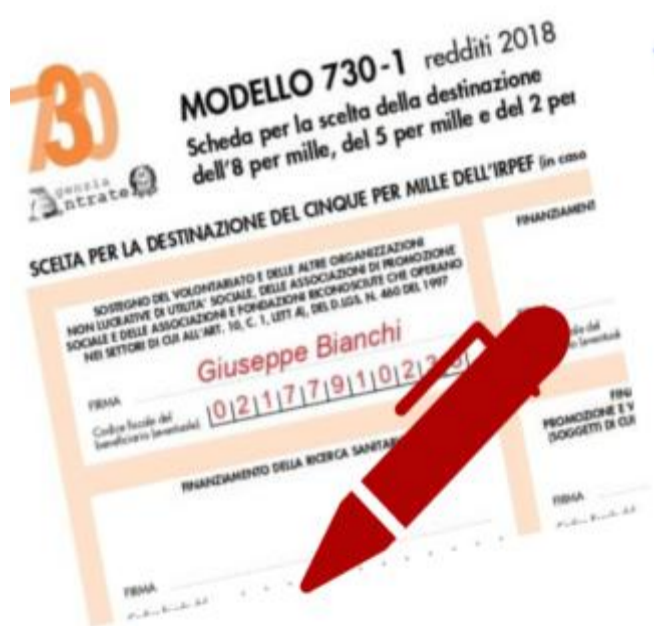 730
MODELLO 730-1 redditi 2018
Scheda per la scelta della destinazione
dell'8 per mille, del 5 per mille e del 2 per
Agenzia
Entrate
SCELTA PER LA DESTINAZIONE DEL CINQUE PER MILLE DELL'IRPEF (in caso
SOSTEGNO DEL VOLONTARIATO E DELLE ALTRE ORGANIZZAZIONI
NON LUCRATIVE DI UTILITA' SOCIALE, DELLE ASSOCIAZIONI DI PROMOZIONE
SOCIALE E DELLE ASSOCIAZIONI E FONDAZIONI RICONOSCIUTE CHE OPERANO
NEI SETTORI DI CUI ALL'ART. 10, C. 1, LETT A), DEL D.LGS. N. 460 DEL 1997
FIRMA Giuseppe Bianchi
Codice fiscale del
beneficiario (eventuale) |0|2|1|7|7|9|1|0|2|
FINANZIAMENT
FINANZIAMENTO DELLA RICERCA SANITAR
FIRMA
FIN
PROMOZIONE E V
(SOGGETTI DI CUI
FIRMA